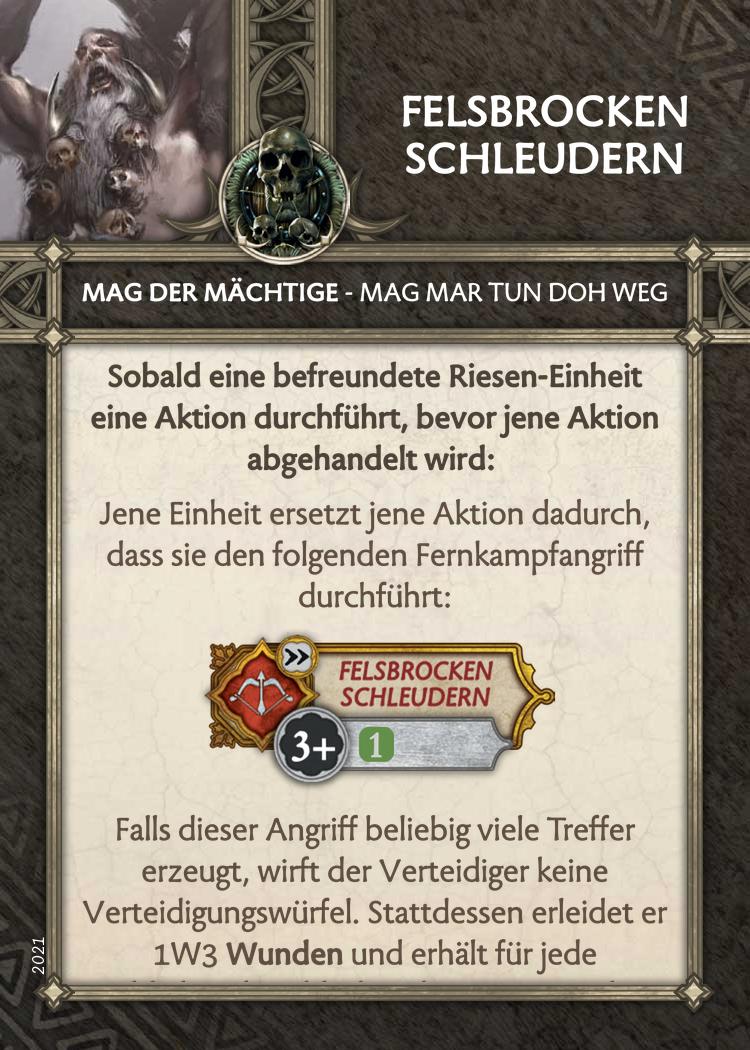 FELSBROCKEN
SCHLEUDERN
MAG DER MÄCHTIGE - MAG MAR TUN DOH WEG
Sobald eine befreundete Riesen-Einheit
eine Aktion durchführt, bevor jene Aktion
abgehandelt wird:
Jene Einheit ersetzt jene Aktion dadurch,
dass sie den folgenden Fernkampfangriff
durchführt:
FELSBROCKEN
SCHLEUDERN
3+ 1
Falls dieser Angriff beliebig viele Treffer
erzeugt, wirft der Verteidiger keine
Verteidigungswürfel. Stattdessen erleidet er
1W3 Wunden und erhält für jede
2021